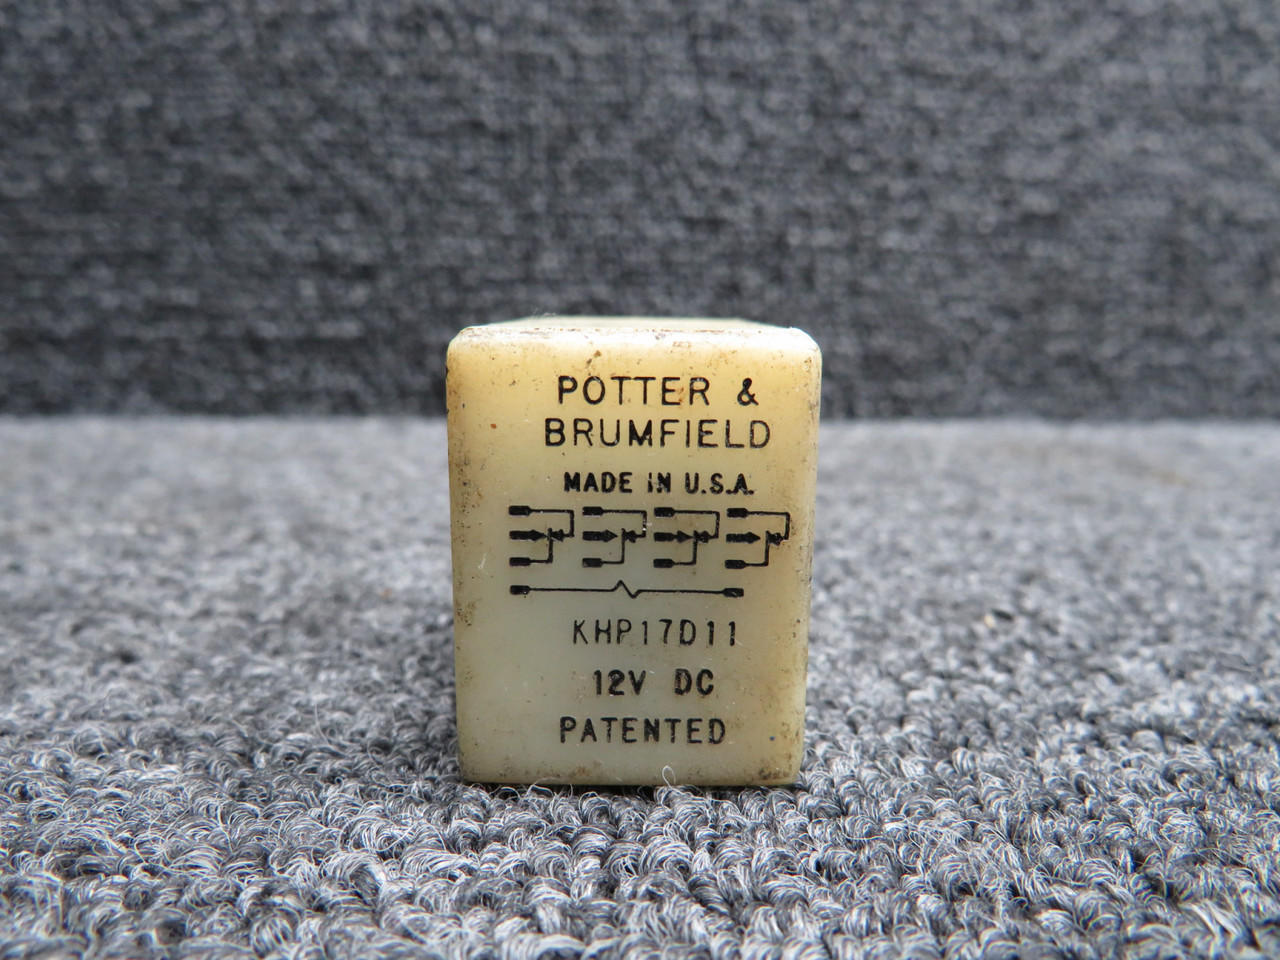 POTTER &
BRUMFIELD
MADE IN U.S.A.
KHP17D11
12V DC
PATENTED